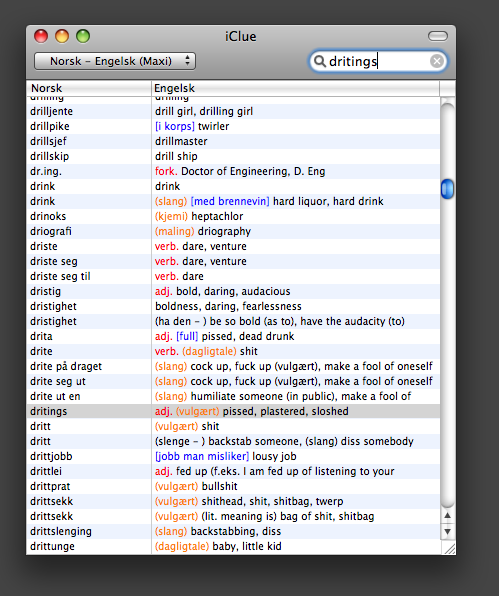 iClue
Norsk – Engelsk (Maxi)
dritings
Norsk Engelsk
drilling drilling
drilljente drill girl, drilling girl
drillpike [i korps] twirler
drillsjef drillmaster
drillskip drill ship
dr.ing. fork. Doctor of Engineering, D. Eng
drink drink
drink (slang) [med brennevin] hard liquor, hard drink
drinoks (kjemi) heptachlor
driografi (maling) driography
driste verb. dare, venture
driste seg verb. dare, venture
driste seg til verb. dare
dristig adj. bold, daring, audacious
dristighet boldness, daring, fearlessness
dristighet (ha den – ) be so bold (as to), have the audacity (to)
drita adj. [full] pissed, dead drunk
drite verb. (dagligtale) shit
drite på draget (slang) cock up, fuck up (vulgært), make a fool of oneself
drite seg ut (slang) cock up, fuck up (vulgært), make a fool of oneself
drite ut en (slang) humiliate someone (in public), make a fool of
dritings adj. (vulgært) pissed, plastered, sloshed
dritt (vulgært) shit
dritt (slenge – ) backstab someone, (slang) diss somebody
drittjobb [jobb man misliker] lousy job
drittlei adj. fed up (f.eks. I am fed up of listening to your
drittprat (vulgært) bullshit
drittsekk (vulgært) shithead, shit, shitbag, twerp
drittsekk (vulgært) (lit. meaning is) bag of shit, shitbag
drittslenging (slang) backstabbing, diss
drittunge (dagligtale) baby, little kid